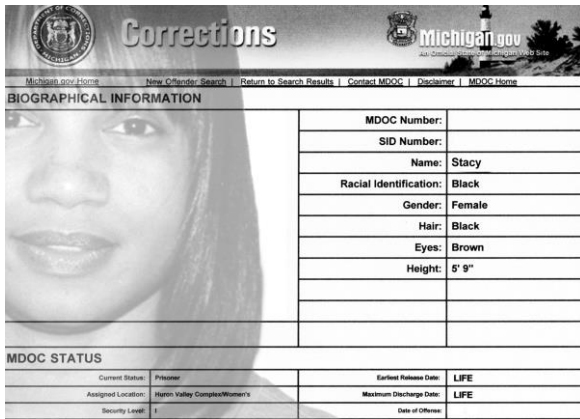 Corrections
Michigan.gov
An Official State of Michigan Web Site
Michigan.gov Home New Offender Search | Return to Search Results | Contact MDOC | Disclaimer | MDOC Home
BIOGRAPHICAL INFORMATION
MDOC Number:
SID Number:
Name: Stacy
Racial Identification: Black
Gender: Female
Hair: Black
Eyes: Brown
Height: 5' 9"
MDOC STATUS
Current Status: Prisoner Earliest Release Date: LIFE
Assigned Location: Huron Valley Complex/Women's Maximum Discharge Date: LIFE
Security Level: I Date of Offense: